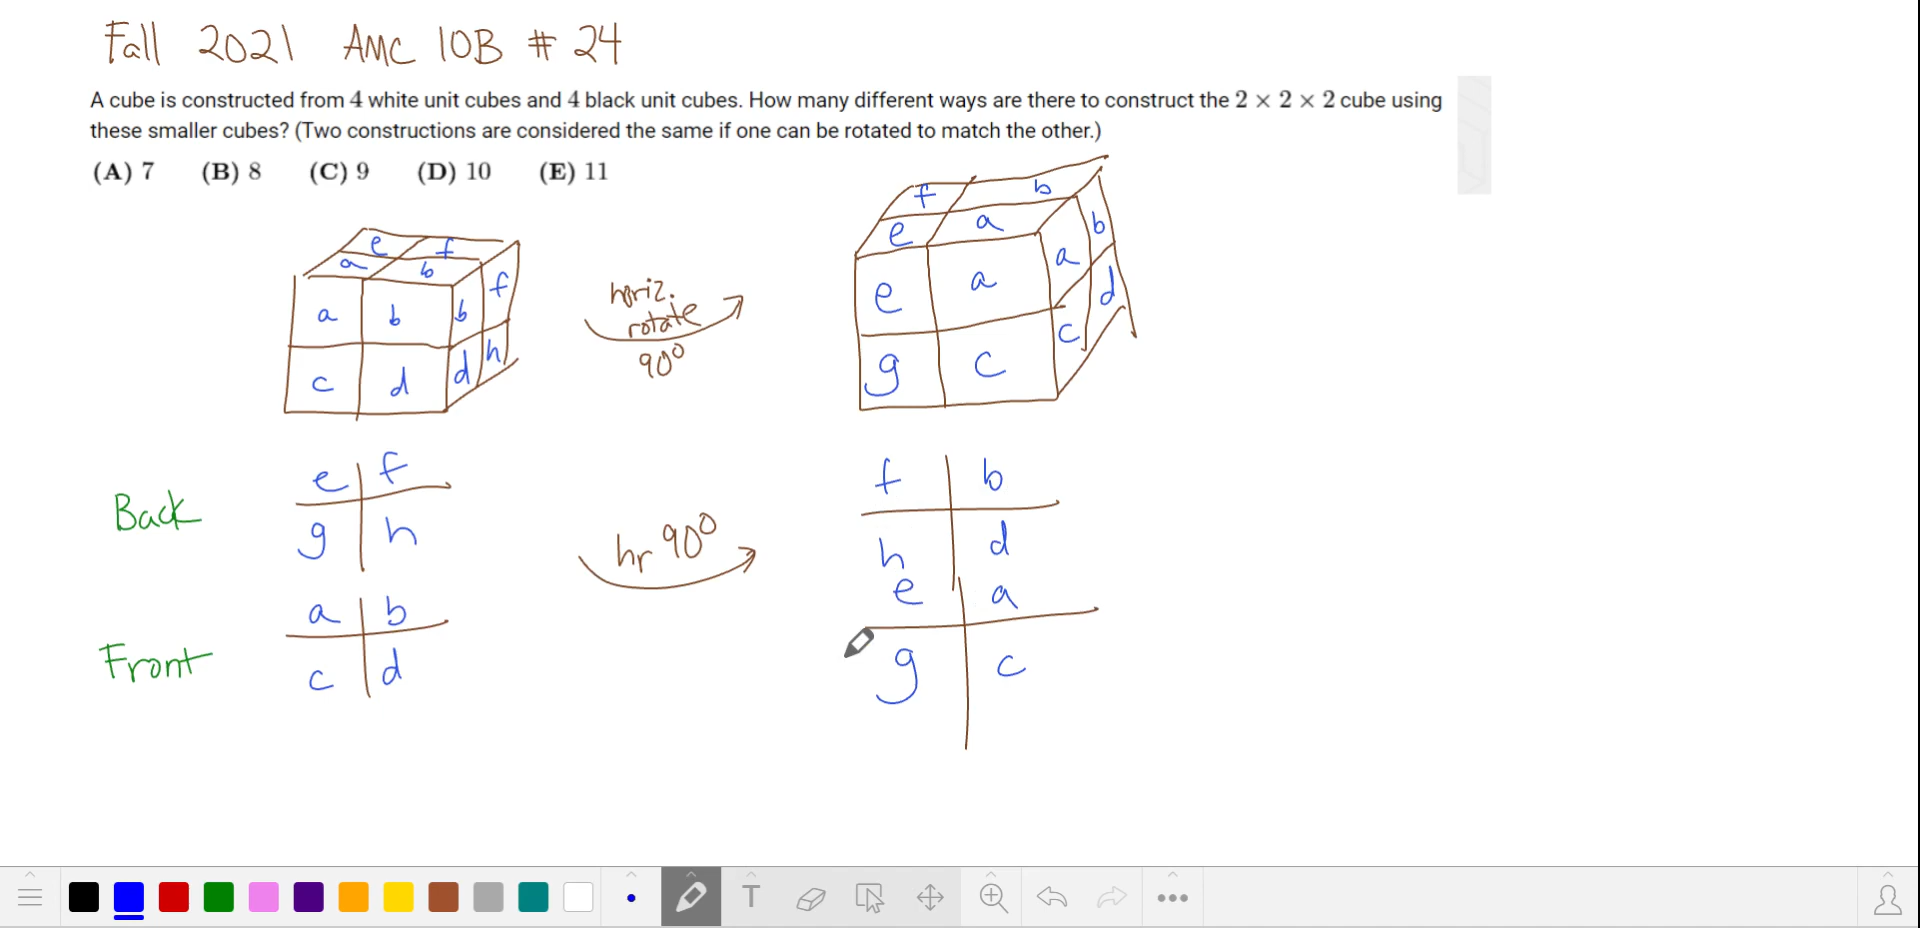 Fall 2021 AMC 10B # 24
A cube is constructed from 4 white unit cubes and 4 black unit cubes. How many different ways are there to construct the 2 × 2 × 2 cube using
these smaller cubes? (Two constructions are considered the same if one can be rotated to match the other.)
(A) 7 (B) 8 (C) 9 (D) 10 (E) 11
e f
a b
a b b f
c d d h
horiz.
rotate
90°
f b
e a
e a a b
g c c d
Back
e f
g h
Front
a b
c d
hr 90°
f b
h d
e a
g c
T